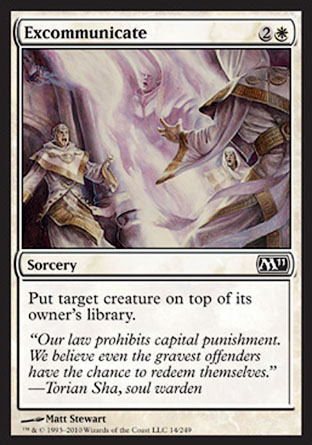 Excommunicate 2
Sorcery M11
Put target creature on top of its
owner's library.
“Our law prohibits capital punishment.
We believe even the gravest offenders
have the chance to redeem themselves.”
—Torian Sha, soul warden
Matt Stewart
™ & © 1993–2010 Wizards of the Coast LLC 14/249